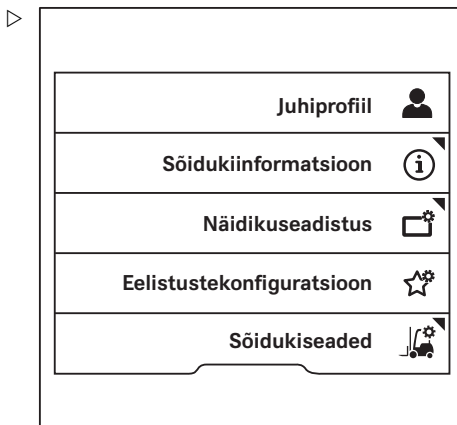 Juhiprofiil
Sõidukiinformatsioon
Näidikuseadistus
Eelistustekonfiguratsioon
Sõidukiseaded